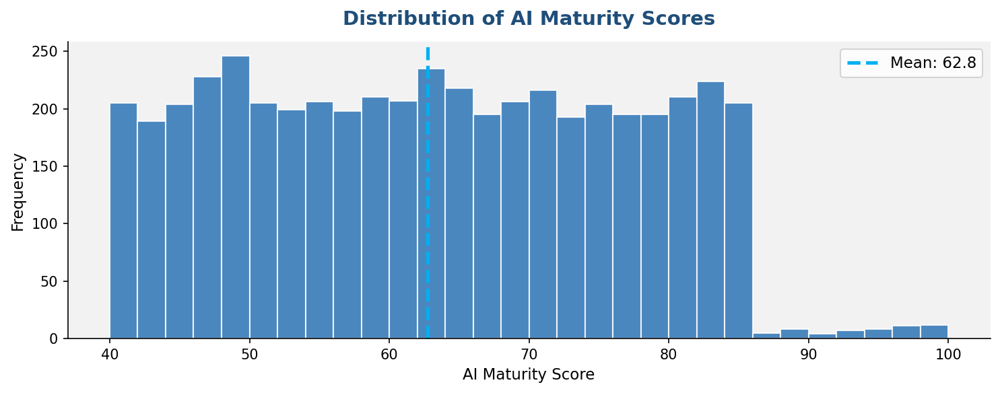 Distribution of AI Maturity Scores
Mean: 62.8
Frequency
250
200
150
100
50
0
40 50 60 70 80 90 100
AI Maturity Score